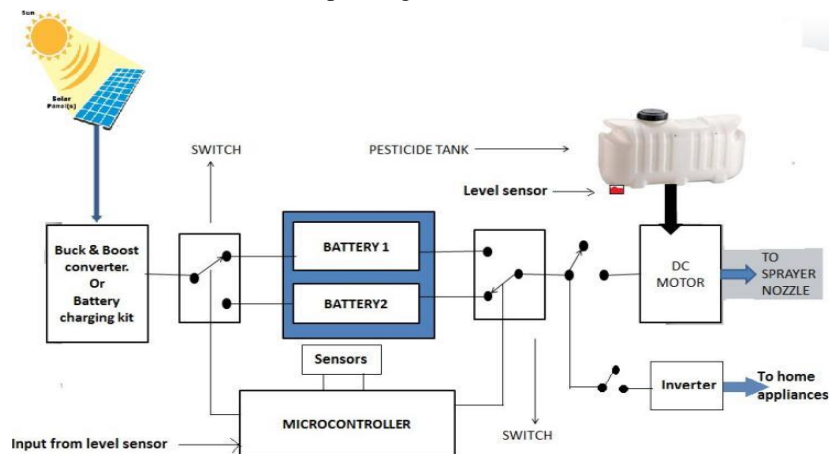 Sun
Solar
Panel(s)
SWITCH
PESTICIDE TANK
Level sensor
Buck & Boost
converter.
Or
Battery
charging kit
BATTERY 1
BATTERY2
DC
MOTOR
TO
SPRAYER
NOZZLE
Sensors
MICROCONTROLLER
Inverter
To home
appliances
Input from level sensor
SWITCH